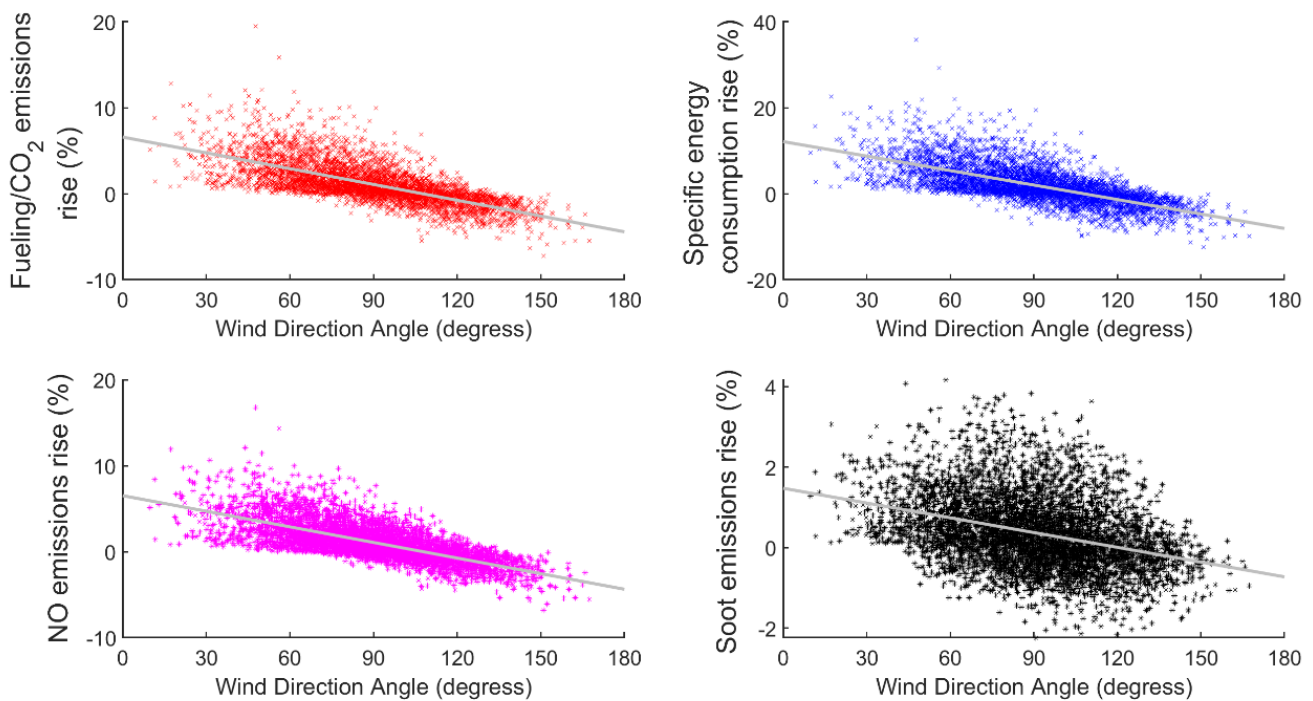 Fueling/CO2 emissions
rise (%)
20
10
0
-10
0 30 60 90 120 150 180
Wind Direction Angle (degress)
Specific energy
consumption rise (%)
40
20
0
-20
0 30 60 90 120 150 180
Wind Direction Angle (degress)
NO emissions rise (%)
20
10
0
-10
0 30 60 90 120 150 180
Wind Direction Angle (degress)
Soot emissions rise (%)
4
2
0
-2
0 30 60 90 120 150 180
Wind Direction Angle (degress)